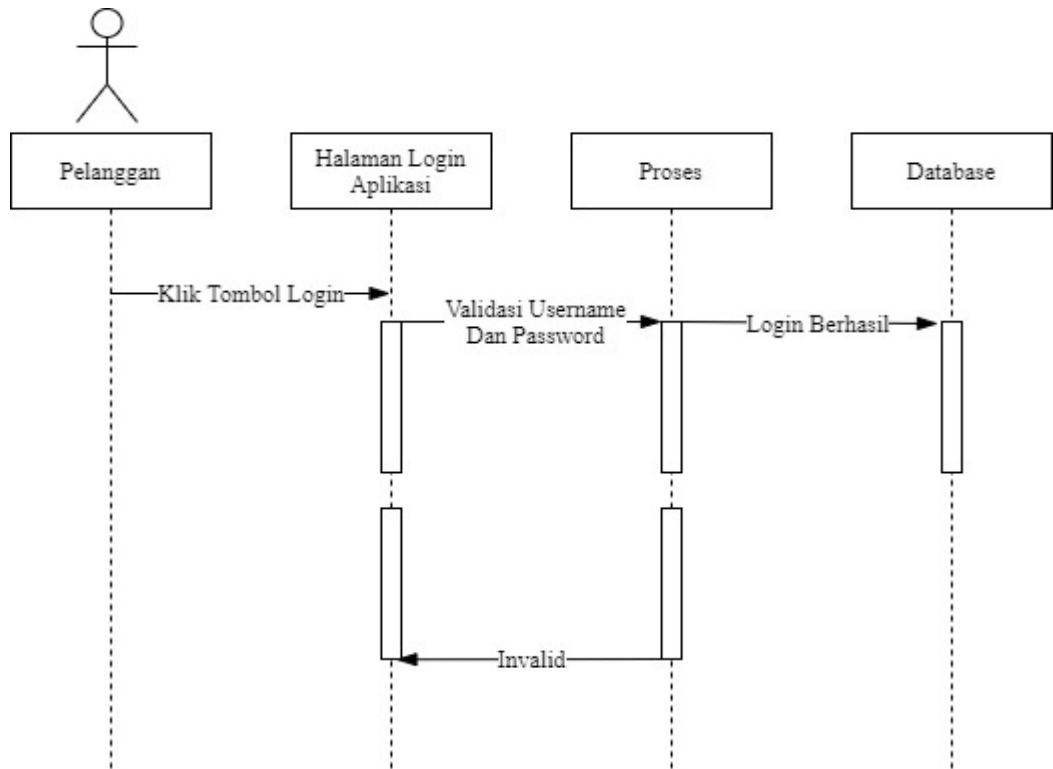 Pelanggan
Halaman Login
Aplikasi
Proses
Database
Klik Tombol Login
Validasi Username
Dan Password
Login Berhasil
Invalid